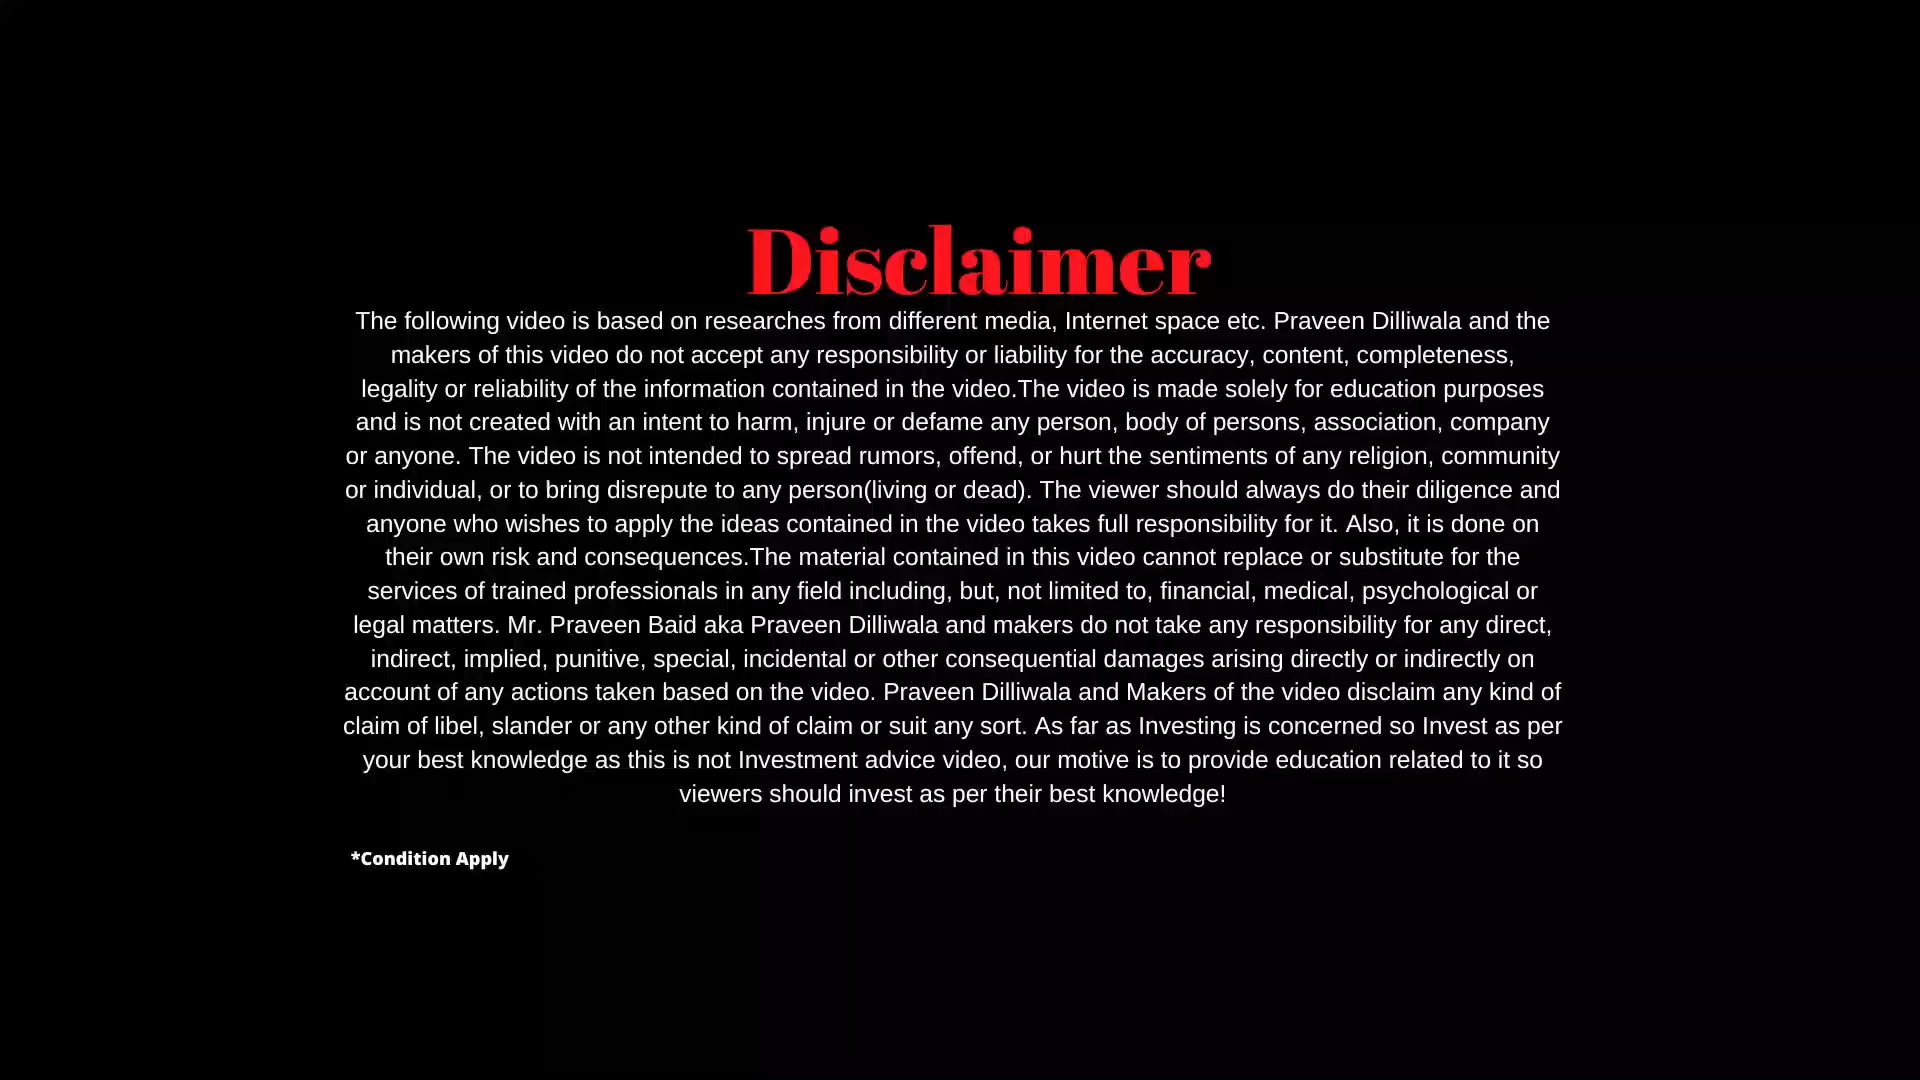 Disclaimer
The following video is based on researches from different media, Internet space etc. Praveen Dilliwala and the
makers of this video do not accept any responsibility or liability for the accuracy, content, completeness,
legality or reliability of the information contained in the video.The video is made solely for education purposes
and is not created with an intent to harm, injure or defame any person, body of persons, association, company
or anyone. The video is not intended to spread rumors, offend, or hurt the sentiments of any religion, community
or individual, or to bring disrepute to any person(living or dead). The viewer should always do their diligence and
anyone who wishes to apply the ideas contained in the video takes full responsibility for it. Also, it is done on
their own risk and consequences.The material contained in this video cannot replace or substitute for the
services of trained professionals in any field including, but, not limited to, financial, medical, psychological or
legal matters. Mr. Praveen Baid aka Praveen Dilliwala and makers do not take any responsibility for any direct,
indirect, implied, punitive, special, incidental or other consequential damages arising directly or indirectly on
account of any actions taken based on the video. Praveen Dilliwala and Makers of the video disclaim any kind of
claim of libel, slander or any other kind of claim or suit any sort. As far as Investing is concerned so Invest as per
your best knowledge as this is not Investment advice video, our motive is to provide education related to it so
viewers should invest as per their best knowledge!
*Condition Apply